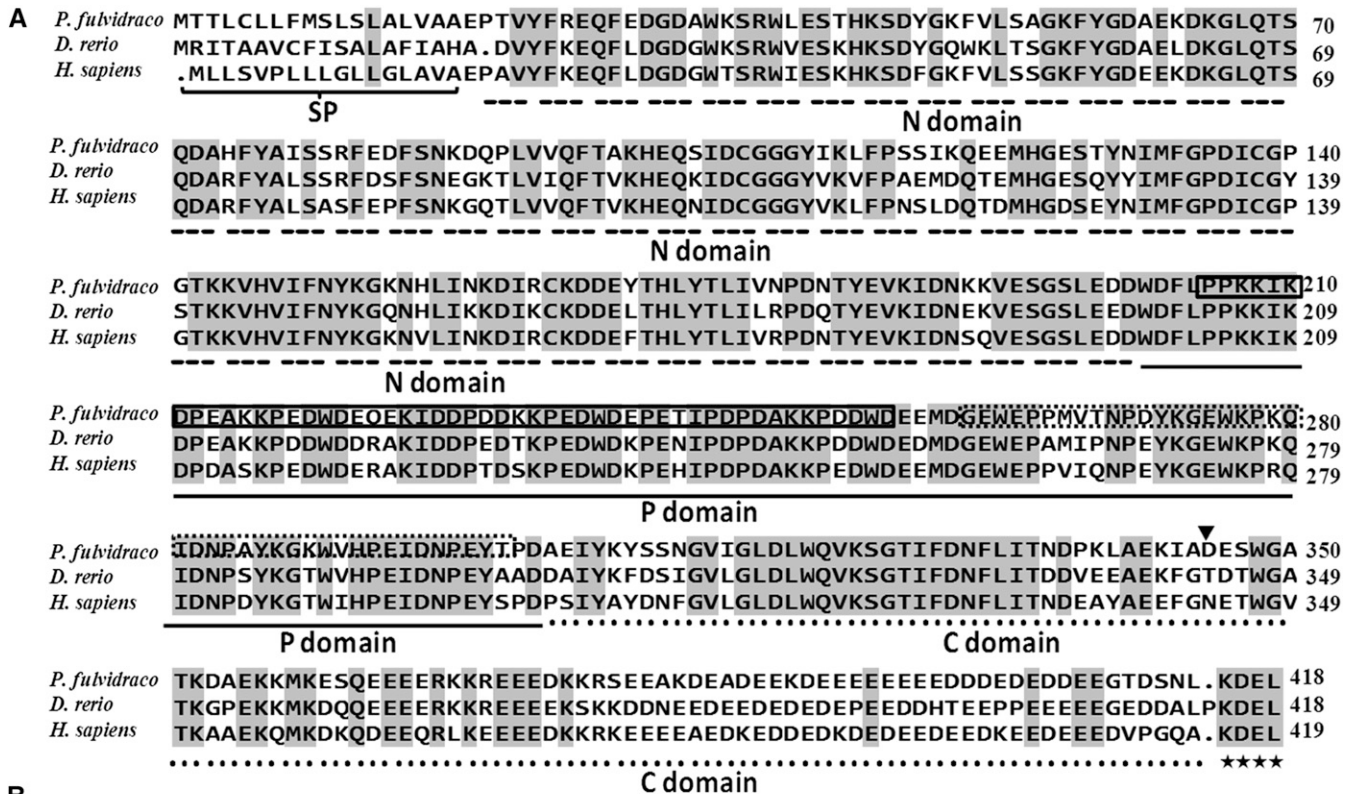 A
P. fulvidraco MTTLCLLFMSLSLALVAAEPTVYFREQFEDGDAWKSRWLESTHKSDYGKFVLSAGKFYGDAEKDKGLQTS 70
D. rerio MRITAAVCFISALAFIAHA.DVYFKEQFLDGDGWKSRWVESKHKSDYGQWKLTSGKFYGDAELDKGLQTS 69
H. sapiens .MLLSVPLLLGLLGLAVAEPAVYFKEQFLDGDGWTSRWIESKHKSDFGKFVLSSGKFYGDEEKDKGLQTS 69
SP
N domain
P. fulvidraco QDAHFYAISSRFEDFSNKDQPLVVQFTAKHEQSIDCGGGYIKLFPSSIKQEEMHGESTYNIMFGPDICGP 140
D. rerio QDARFYALSSRFDSFSNEGKTLVIQFTVKHEQKIDCGGGYVKVFPAEMDQTEMHGESQYYIMFGPDICGY 139
H. sapiens QDARFYALSASFEPFSNKGQTLVVQFTVKHEQNIDCGGGYVKLFPNSLDQTDMHGDSEYNIMFGPDICGP 139
N domain
P. fulvidraco GTKKVHVIFNYKGKNHLINKDIRCKDDEYTHLYTLIVNPDNTYEVKIDNKKVESGSLEDDWDFLPPKKIK 210
D. rerio STKKVHVIFNYKGQNHLIKKDIKCKDDELTHLYTLILRPDQTYEVKIDNEKVESGSLEEDWDFLPPKKIK 209
H. sapiens GTKKVHVIFNYKGKNVLINKDIRCKDDEFTHLYTLIVRPDNTYEVKIDNSQVESGSLEDDWDFLPPKKIK 209
N domain
P. fulvidraco DPEAKKPEDWDEQEKIDDPDDKKPEDWDEPETIPDPDAKKPDDWDEEMDGEWEPPMVTNPDYKGEWKPKQ 280
D. rerio DPEAKKPDDWDDRAKIDDPEDTKPEDWDKPENIPDPDAKKPDDWDEDMDGEWEPAMIPNPEYKGEWKPKQ 279
H. sapiens DPDASKPEDWDERAKIDDPTDSKPEDWDKPEHIPDPDAKKPEDWDEEMDGEWEPPVIQNPEYKGEWKPRQ 279
P domain
P. fulvidraco IDNPAYKGKWVHPEIDNPEYTPDAEIYKYSSNGVIGLDLWQVKSGTIFDNFLITNDPKLAEKIADESWGA 350
D. rerio IDNPSYKGTWVHPEIDNPEYAADDAIYKFDSIGVLGLDLWQVKSGTIFDNFLITDDVEEAEKFGTDTWGA 349
H. sapiens IDNPDYKGTWIHPEIDNPEYSPDPSIYAYDNFGVLGLDLWQVKSGTIFDNFLITNDEAYAEEFGNETWGV 349
P domain C domain
P. fulvidraco TKDAEKKMKESQEEEERKKREEEDKKRSEEAKDEADEEKDEEEEEEEEDDDEDEDDEEGTDSNL.KDEL 418
D. rerio TKGPEKKMKDQQEEEERKKREEEEKSKKDDNEEDEEDEDEDEPEEDDHTEEPPEEEEEGEDDALPKDEL 418
H. sapiens TKAAEKQMKDKQDEEQRLKEEEEDKKRKEEEEAEDKEDDEDKDEDEEDEEDKEEDEEEDVPGQA.KDEL 419
★★★★
C domain